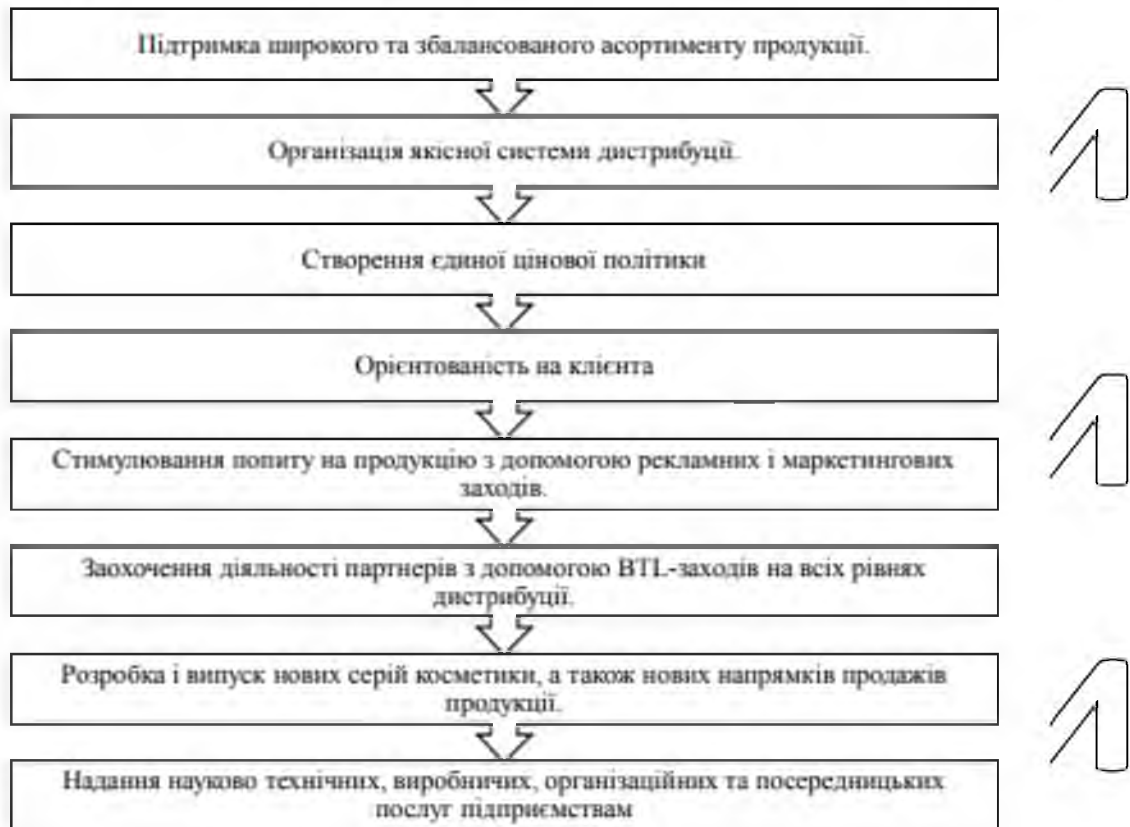 Підтримка широкого та збалансованого асортименту продукції.
Організація якісної системи дистрибуції.
Створення єдиної цінової політики
Орієнтованість на клієнта
Стимулювання попиту на продукцію з допомогою рекламних і маркетингових
заходів.
Заохочення діяльності партнерів з допомогою BTL-заходів на всіх рівнях
дистрибуції.
Розробка і випуск нових серій косметики, а також нових напрямків продажів
продукції.
Надання науково технічних, виробничих, організаційних та посередницьких
послуг підприємствам